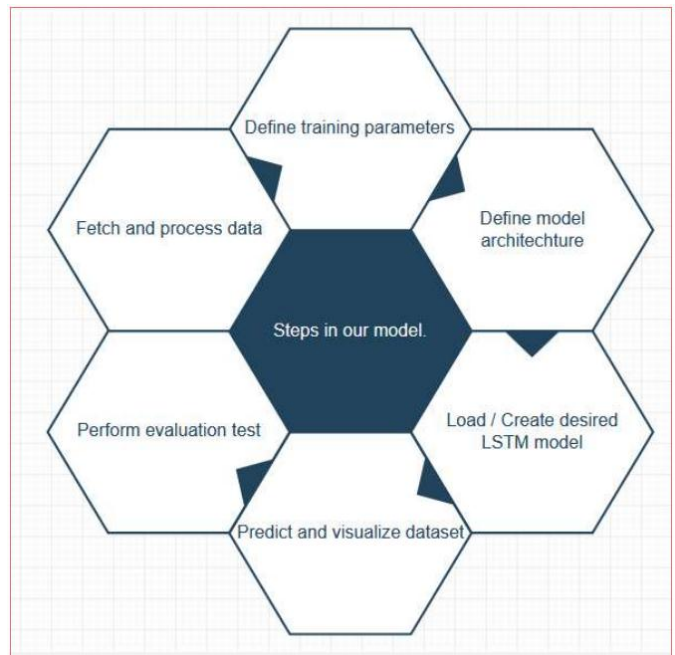 Define training parameters
Fetch and process data
Define model
architechture
Steps in our model.
Perform evaluation test
Load / Create desired
LSTM model
Predict and visualize dataset